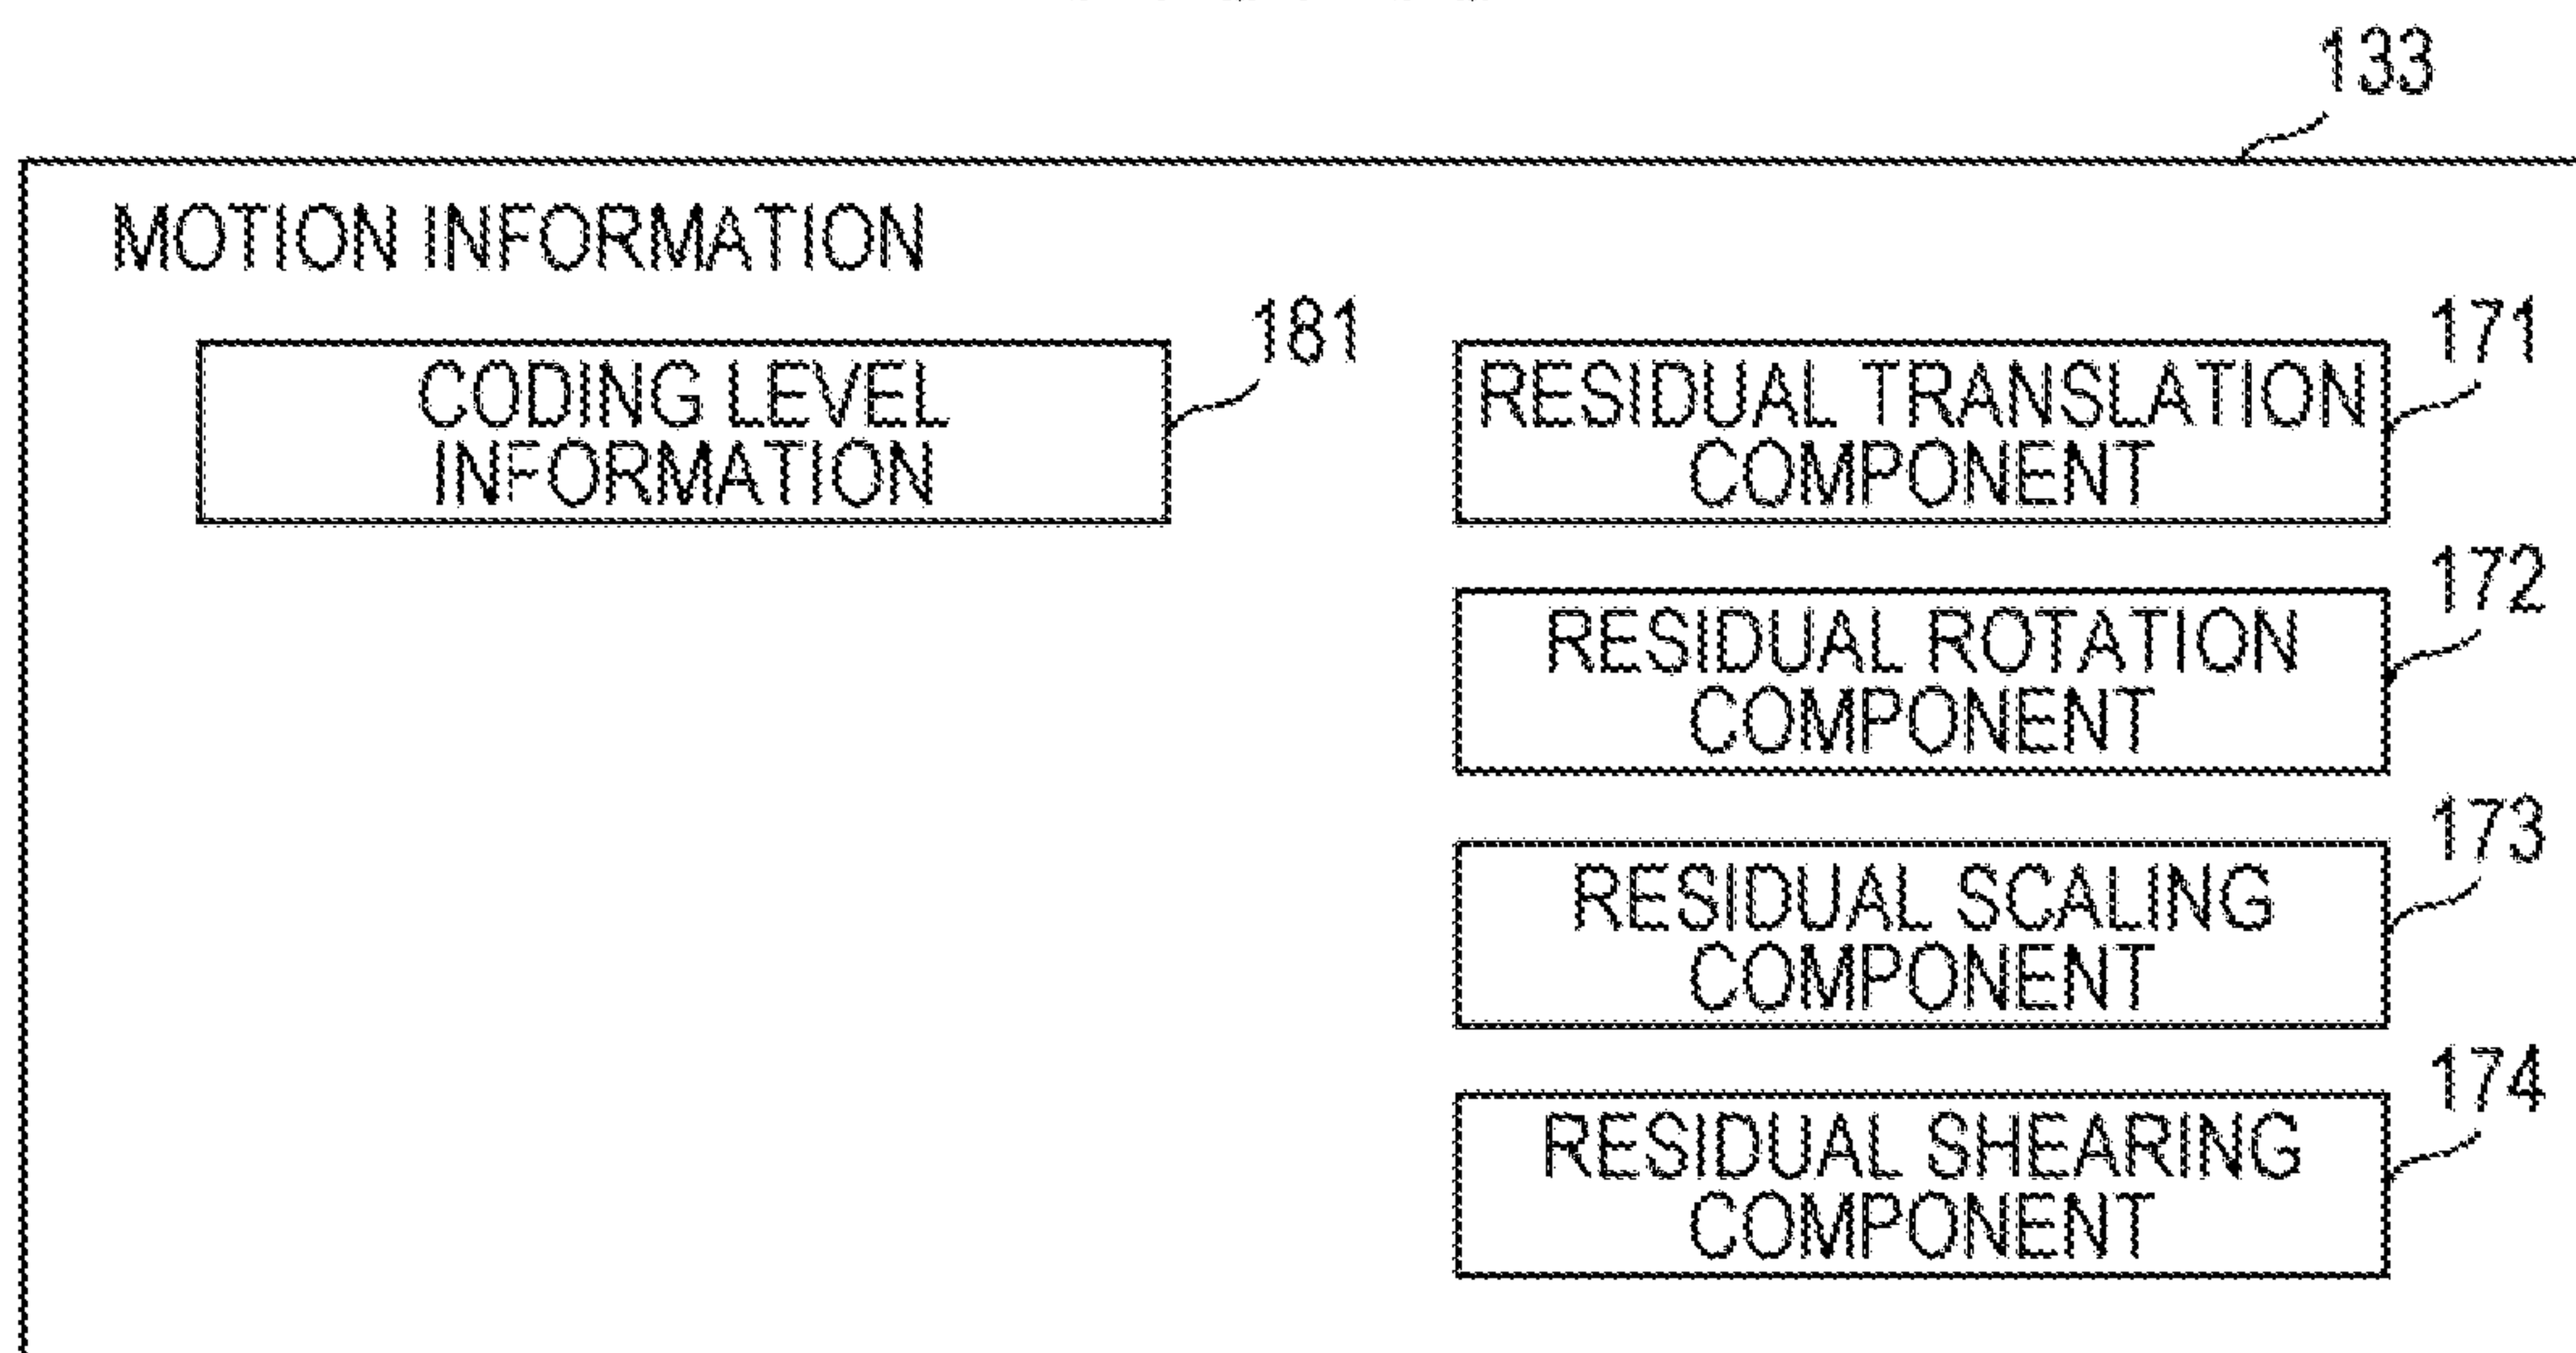 133
MOTION INFORMATION
181
CODING LEVEL
INFORMATION
171
RESIDUAL TRANSLATION
COMPONENT
172
RESIDUAL ROTATION
COMPONENT
173
RESIDUAL SCALING
COMPONENT
174
RESIDUAL SHEARING
COMPONENT